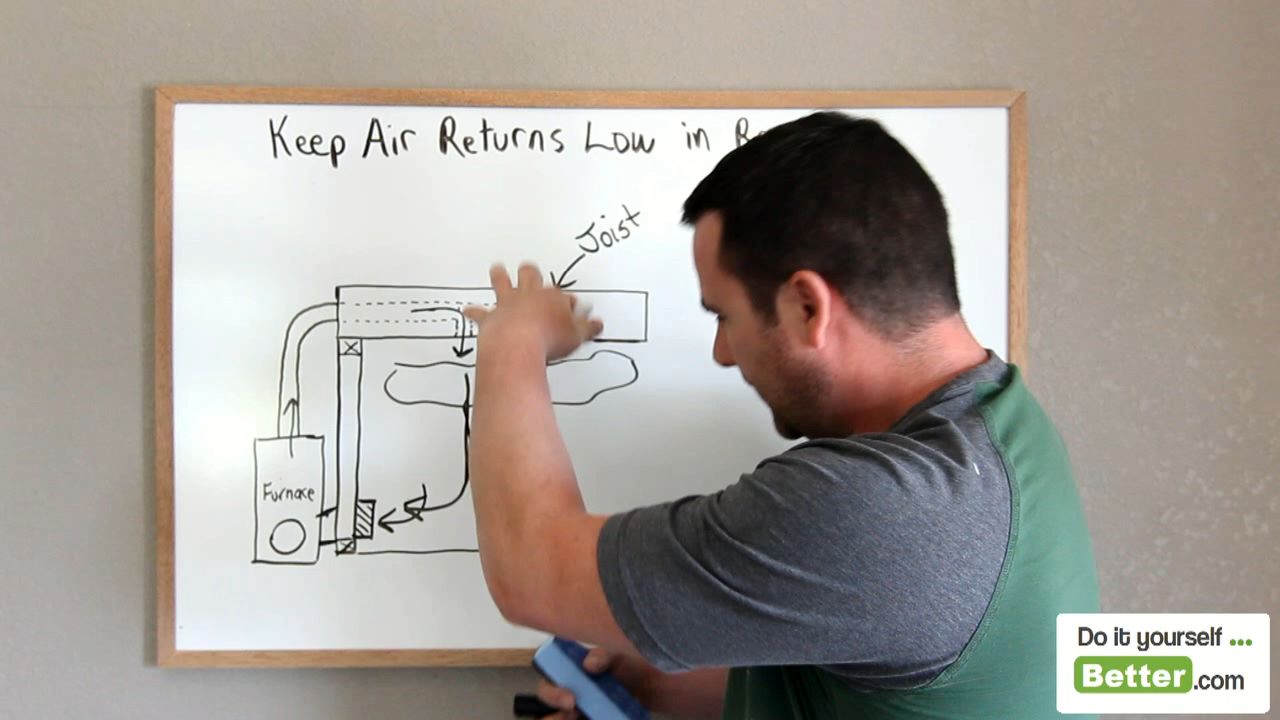 Keep Air Returns Low in
Joist
Furnace
Do it yourself ...
Better.com